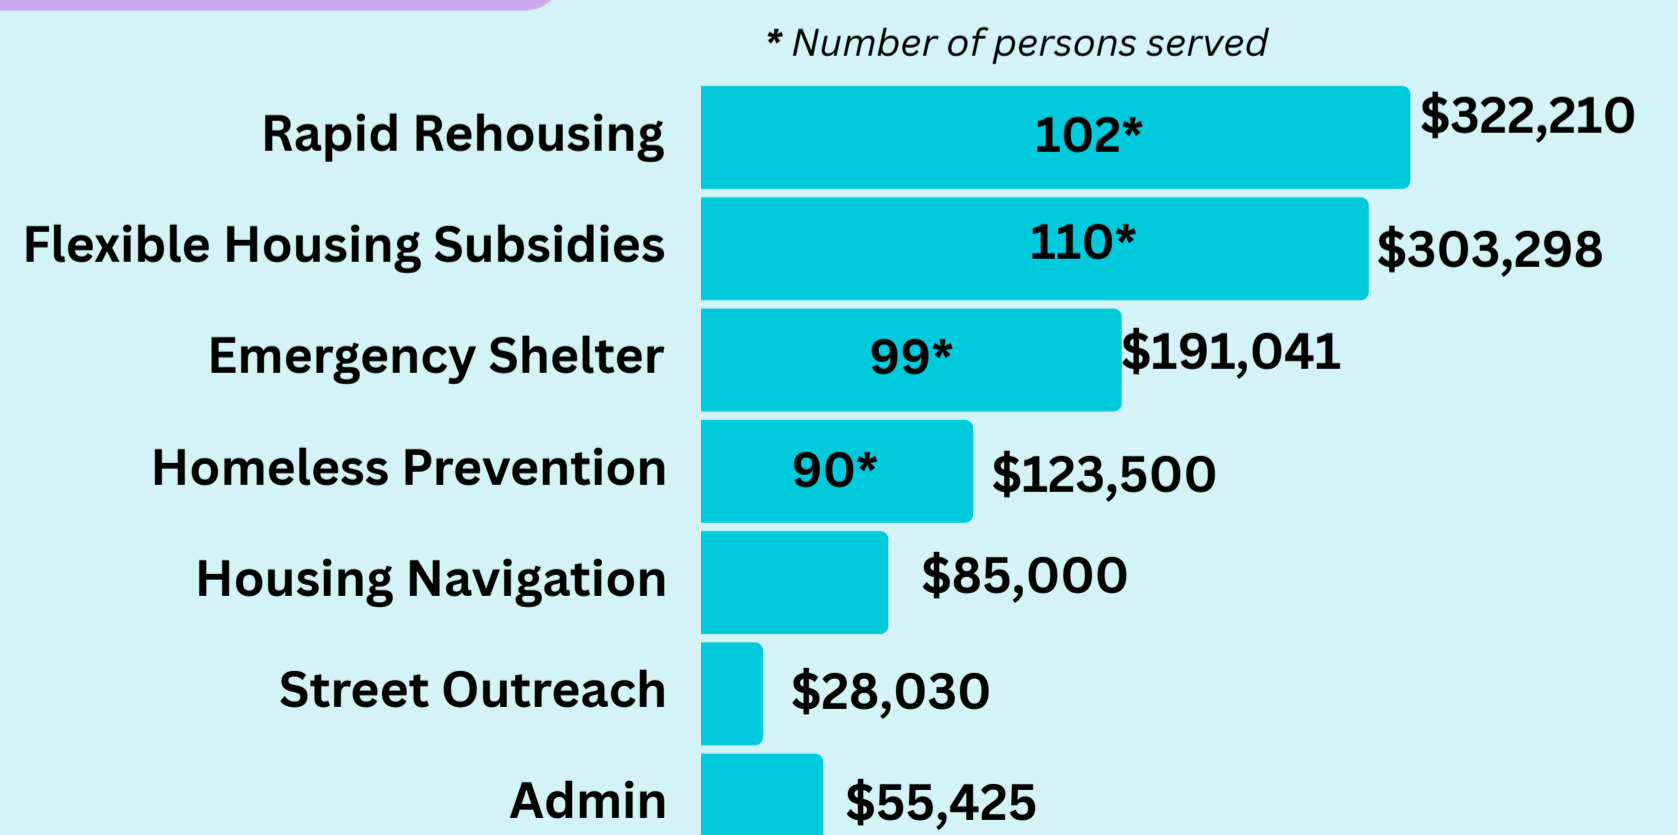 * Number of persons served
Rapid Rehousing 102* $322,210
Flexible Housing Subsidies 110* $303,298
Emergency Shelter 99* $191,041
Homeless Prevention 90* $123,500
Housing Navigation $85,000
Street Outreach $28,030
Admin $55,425